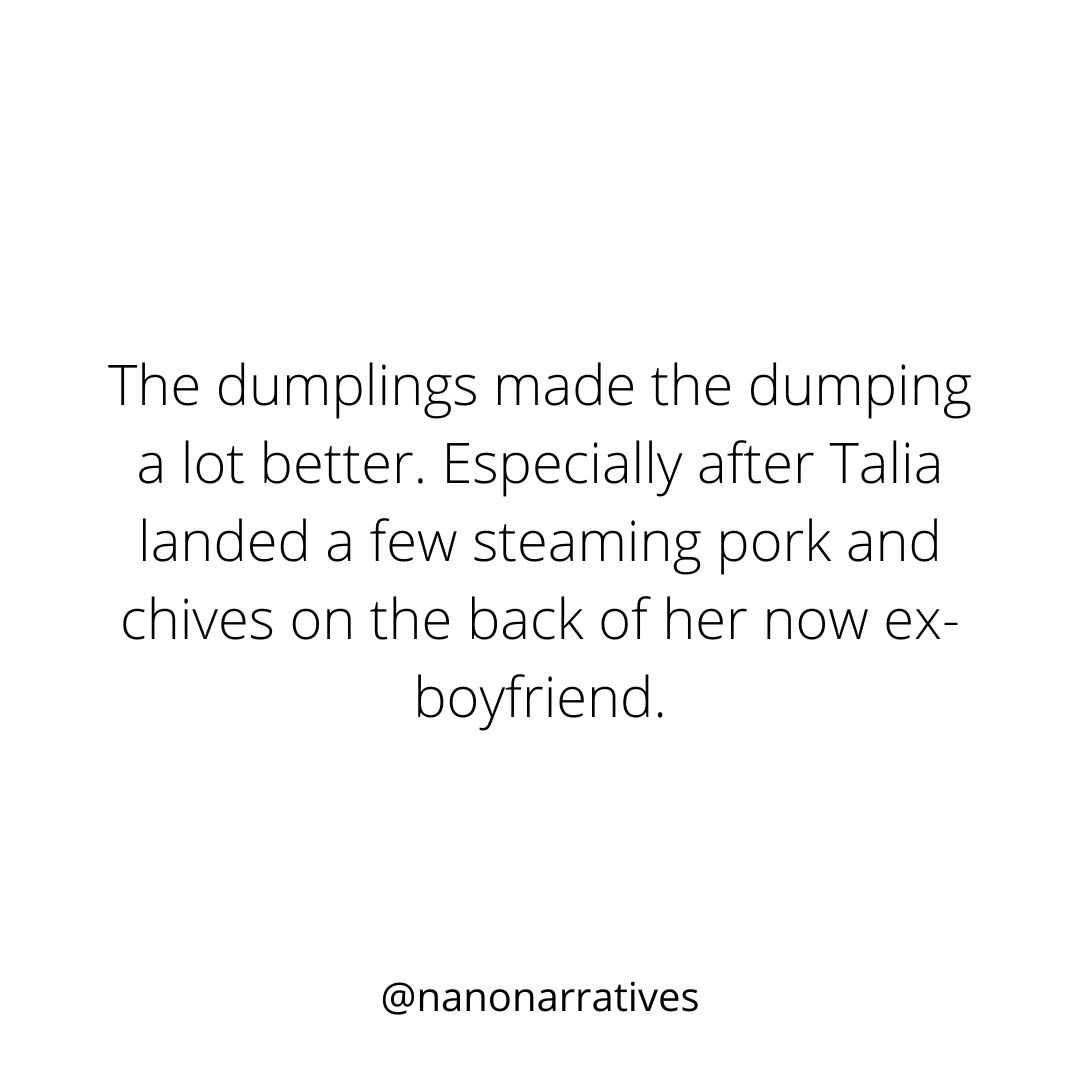 The dumplings made the dumping
a lot better. Especially after Talia
landed a few steaming pork and
chives on the back of her now ex-
boyfriend.
@nanonarratives